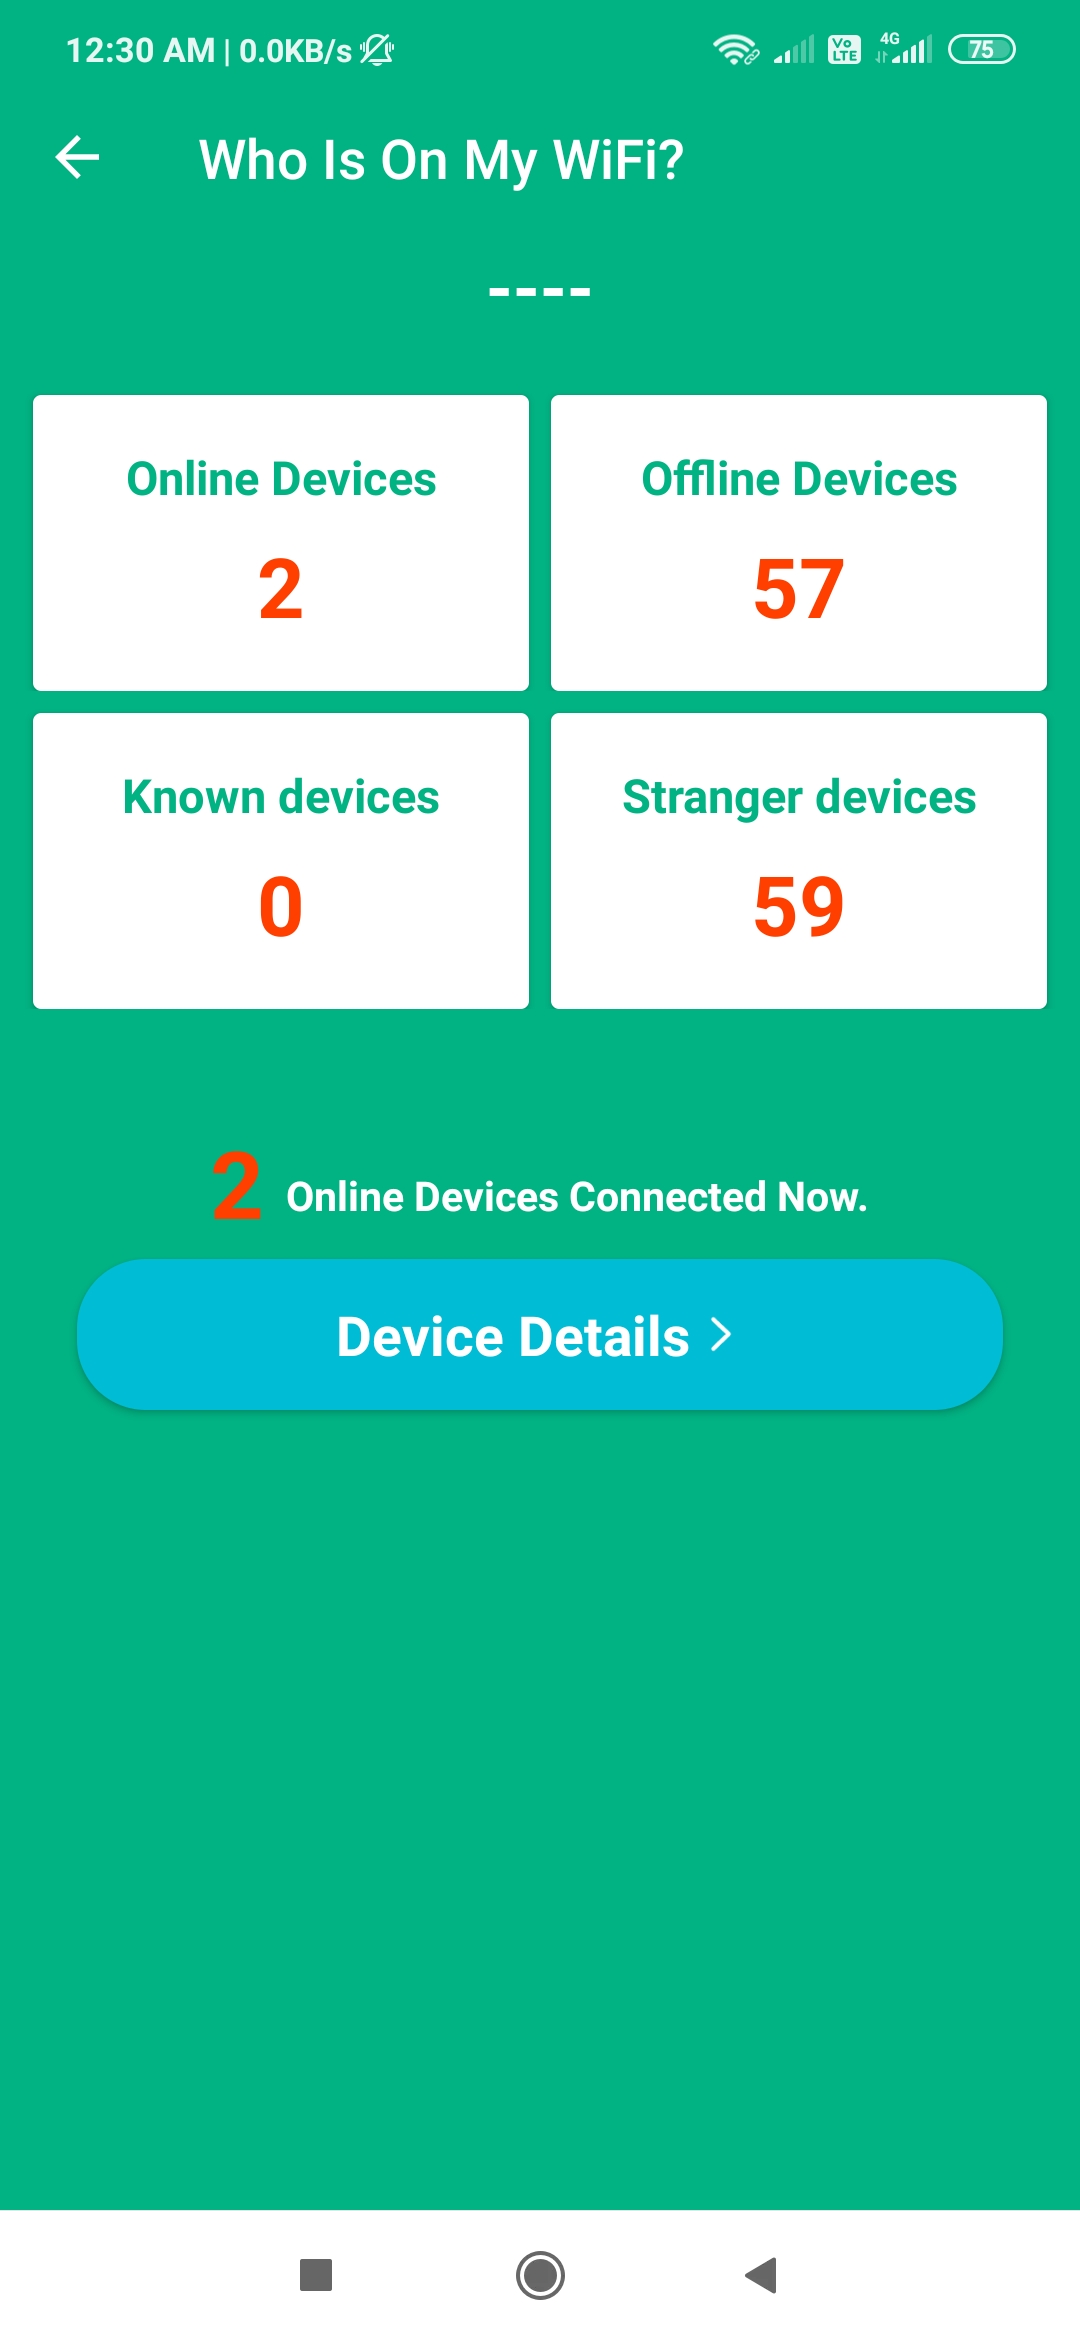 12:30 AM | 0.0KB/s
Vo LTE 4G 75
Who Is On My WiFi?
----
Online Devices
2
Offline Devices
57
Known devices
0
Stranger devices
59
2 Online Devices Connected Now.
Device Details